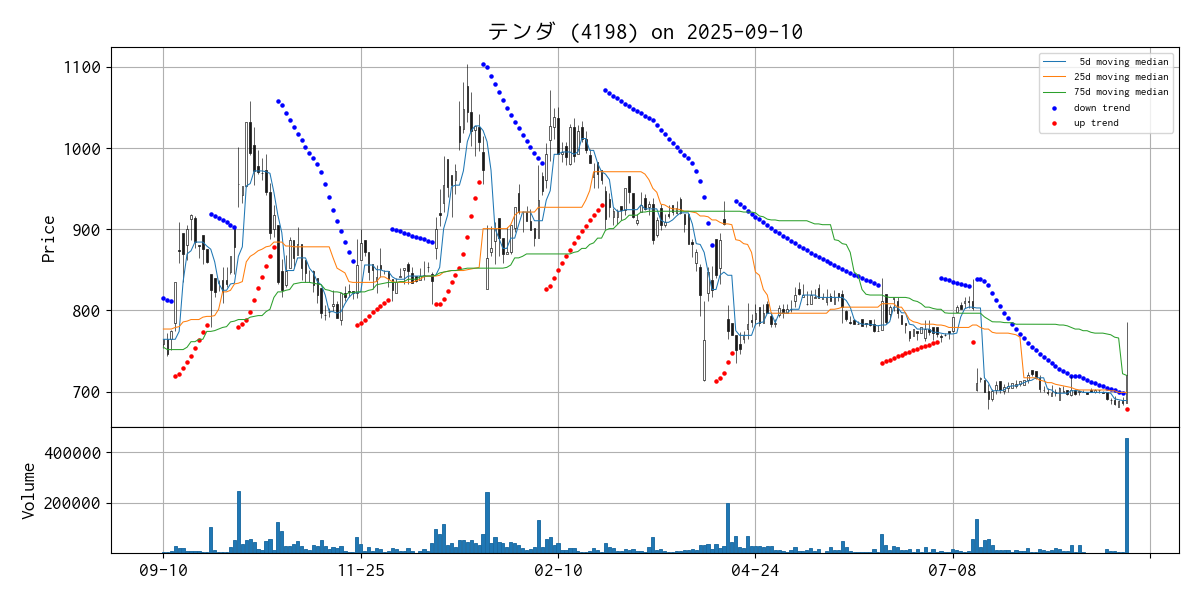 テンダ (4198) on 2025-09-10
Price
1100
1000
900
800
700
5d moving median
25d moving median
75d moving median
down trend
up trend
Volume
400000
200000
09-10
11-25
02-10
04-24
07-08